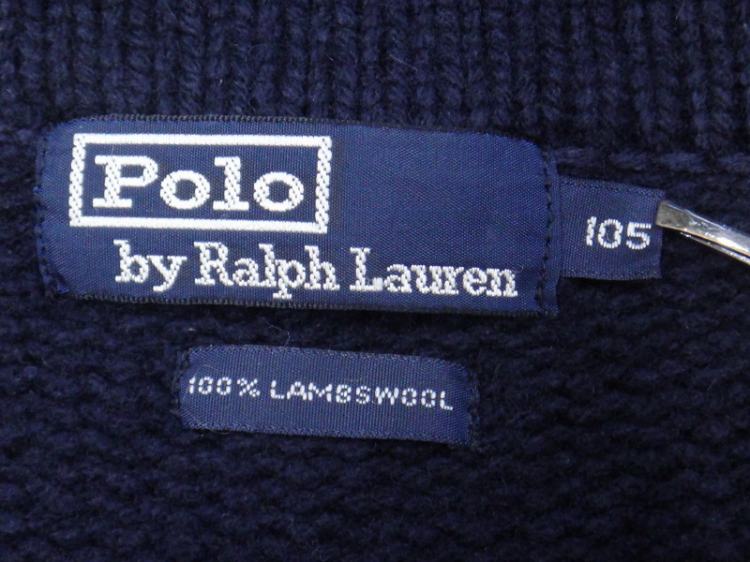 Polo
by Ralph Lauren
105
100% LAMBSWOOL